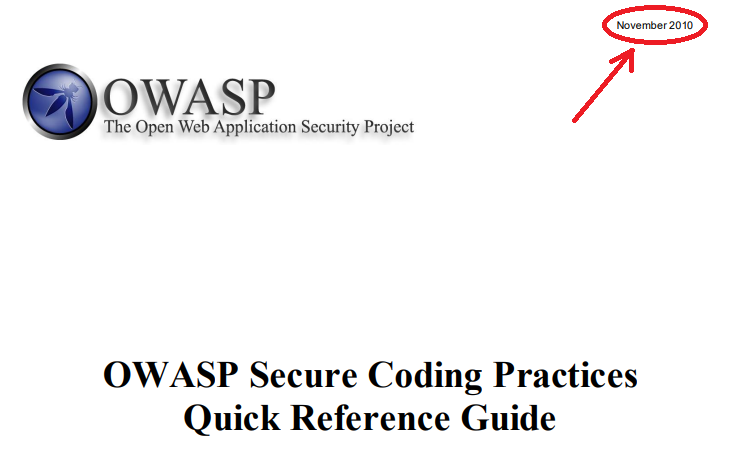 November 2010
OWASP
The Open Web Application Security Project
OWASP Secure Coding Practices
Quick Reference Guide